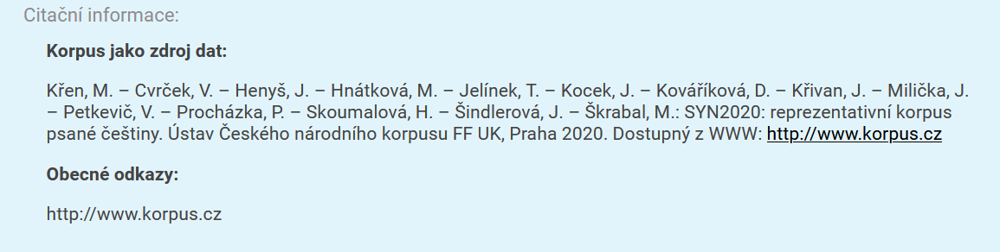 Citační informace:
Korpus jako zdroj dat:
Křen, M. – Cvrček, V. – Henyš, J. – Hnátková, M. – Jelínek, T. – Kocek, J. – Kováříková, D. – Křivan, J. – Milička, J.
– Petkevič, V. – Procházka, P. – Skoumalová, H. – Šindlerová, J. – Škrabal, M.: SYN2020: reprezentativní korpus
psané češtiny. Ústav Českého národního korpusu FF UK, Praha 2020. Dostupný z WWW: http://www.korpus.cz
Obecné odkazy:
http://www.korpus.cz